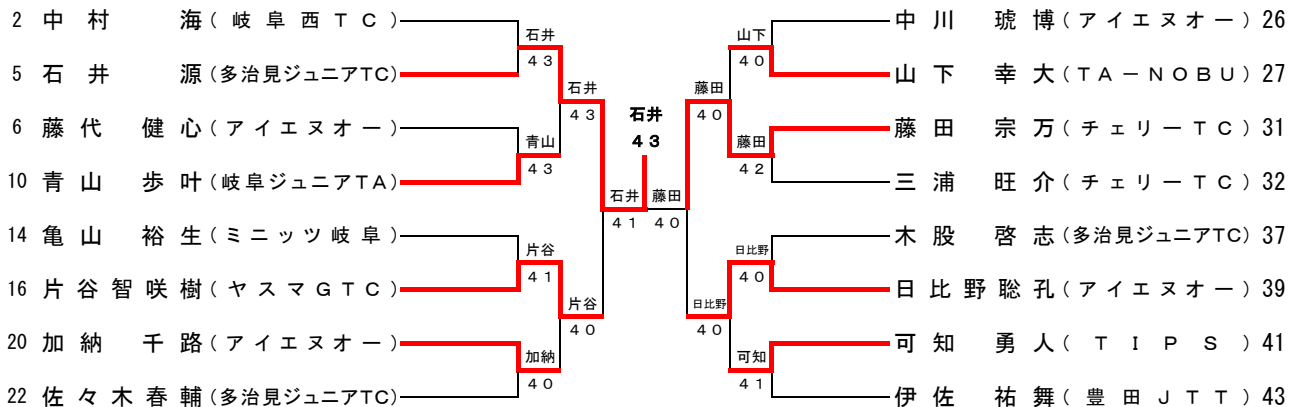 2 中村 海(岐阜西TC)
5 石井 源(多治見ジュニアTC)
6 藤代 健心(アイエヌオー)
10 青山 歩叶(岐阜ジュニアTA)
14 亀山 裕生(ミニッツ岐阜)
16 片谷智咲樹(ヤスマGTC)
20 加納 千路(アイエヌオー)
22 佐々木春輔(多治見ジュニアTC)
石井
43
青山
43
片谷
41
加納
40
石井
43
片谷
40
石井
41
石井
43
藤田
40
藤田
40
日比野
40
山下
40
藤田
42
日比野
40
可知
41
中川 琥博(アイエヌオー) 26
山下 幸大(TA-NOBU) 27
藤田 宗万(チェリーTC) 31
三浦 旺介(チェリーTC) 32
木股 啓志(多治見ジュニアTC) 37
日比野聡孔(アイエヌオー) 39
可知 勇人(TIPS) 41
伊佐 祐舞(豊田JTT) 43